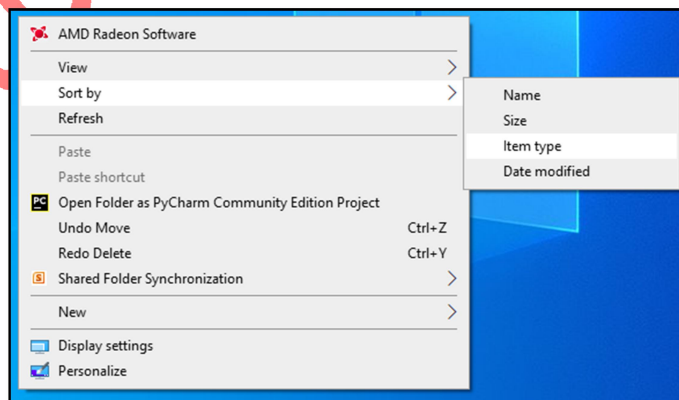 AMD Radeon Software
View
Sort by
Refresh
Paste
Paste shortcut
PC Open Folder as PyCharm Community Edition Project
Undo Move Ctrl+Z
Redo Delete Ctrl+Y
S Shared Folder Synchronization
New
Display settings
Personalize
Name
Size
Item type
Date modified